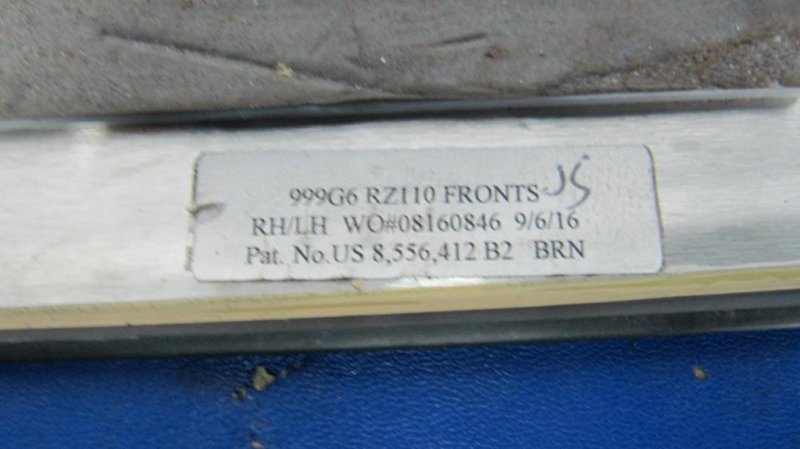 999G6 RZ110 FRONTS JS
RH/LH WO#08160846 9/6/16
Pat. No.US 8,556,412 B2 BRN